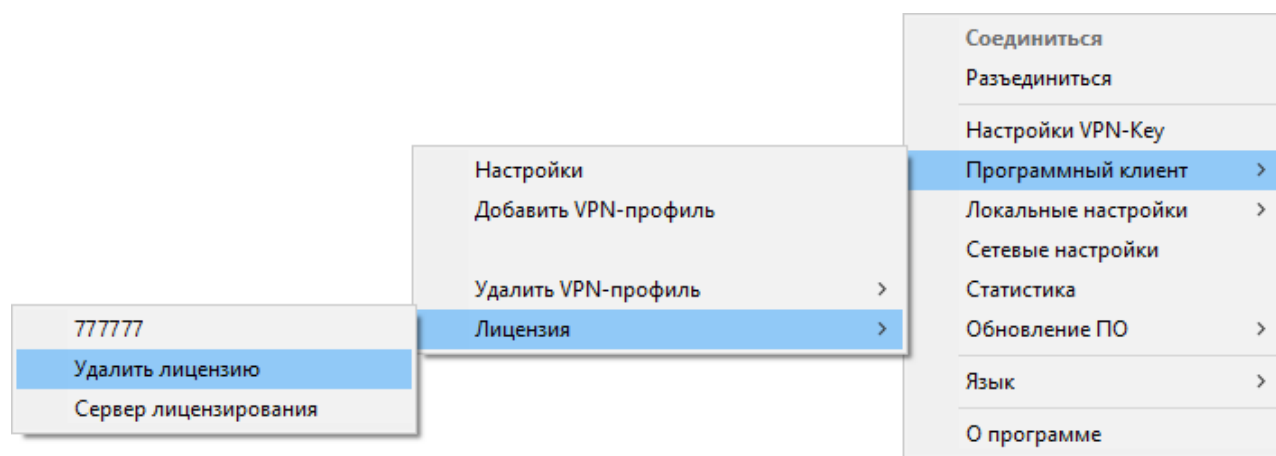 Соединиться
Разъединиться
Настройки VPN-Key
Программный клиент
Локальные настройки
Сетевые настройки
Статистика
Обновление ПО
Язык
О программе
Настройки
Добавить VPN-профиль
Удалить VPN-профиль
Лицензия
777777
Удалить лицензию
Сервер лицензирования